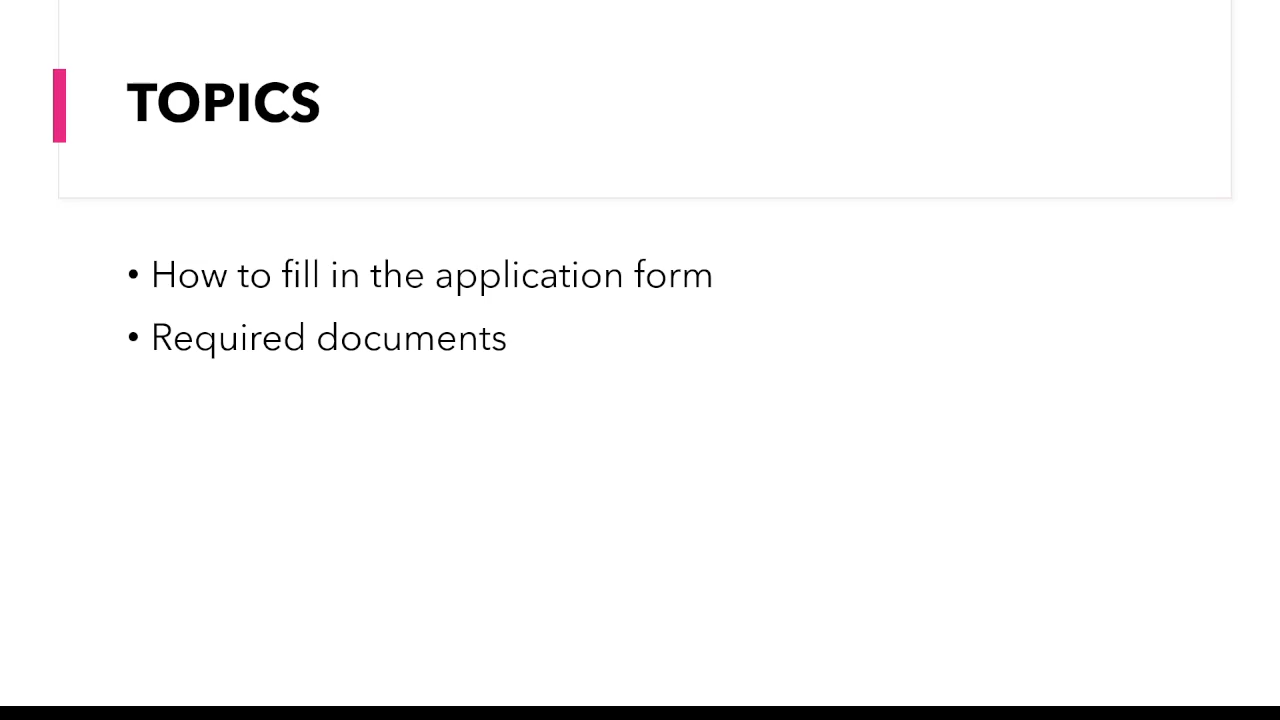 TOPICS
• How to fill in the application form
• Required documents